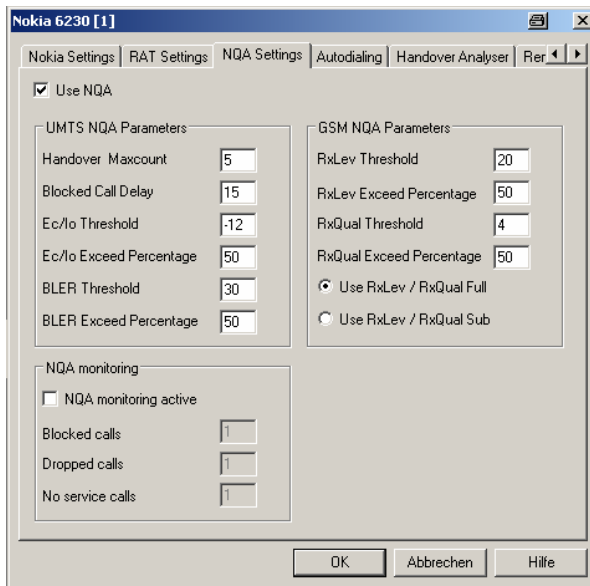 Nokia 6230 [1]
Nokia Settings RAT Settings NQA Settings Autodialing Handover Analyser Rer
Use NQA
UMTS NQA Parameters
Handover Maxcount 5
Blocked Call Delay 15
Ec/Io Threshold -12
Ec/Io Exceed Percentage 50
BLER Threshold 30
BLER Exceed Percentage 50
GSM NQA Parameters
RxLev Threshold 20
RxLev Exceed Percentage 50
RxQual Threshold 4
RxQual Exceed Percentage 50
Use RxLev / RxQual Full
Use RxLev / RxQual Sub
NQA monitoring
NQA monitoring active
Blocked calls 1
Dropped calls 1
No service calls 1
OK Abbrechen Hilfe